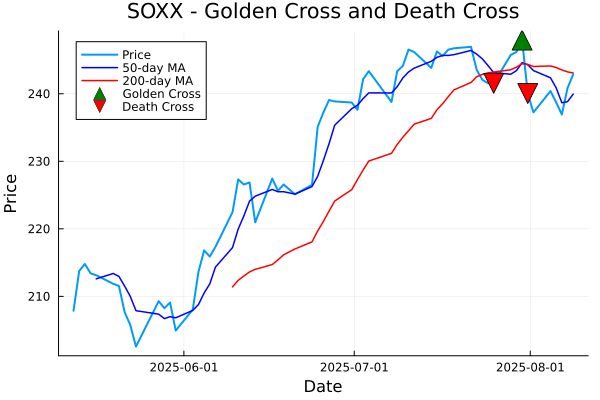 SOXX - Golden Cross and Death Cross
Price
50-day MA
200-day MA
Golden Cross
Death Cross
240
230
220
210
Price
2025-06-01
2025-07-01
2025-08-01
Date